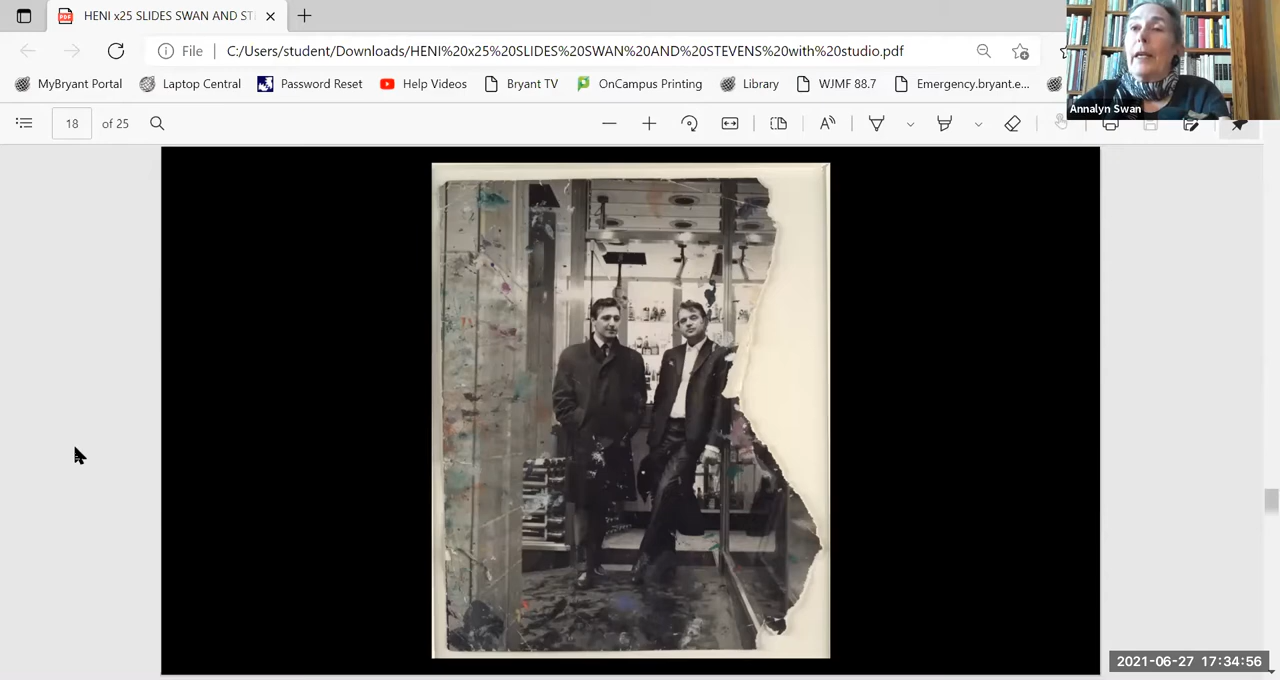 HENI x25 SLIDES SWAN AND ST
File
C:/Users/student/Downloads/HENI%20x25%20SLIDES%20SWAN%20AND%20STEVENS%20with%20studio.pdf
MyBryant Portal
Laptop Central
Password Reset
Help Videos
Bryant TV
OnCampus Printing
Library
WJMF 88.7
Emergency.bryant.e...
Annalyn Swan
18 of 25
2021-06-27 17:34:56